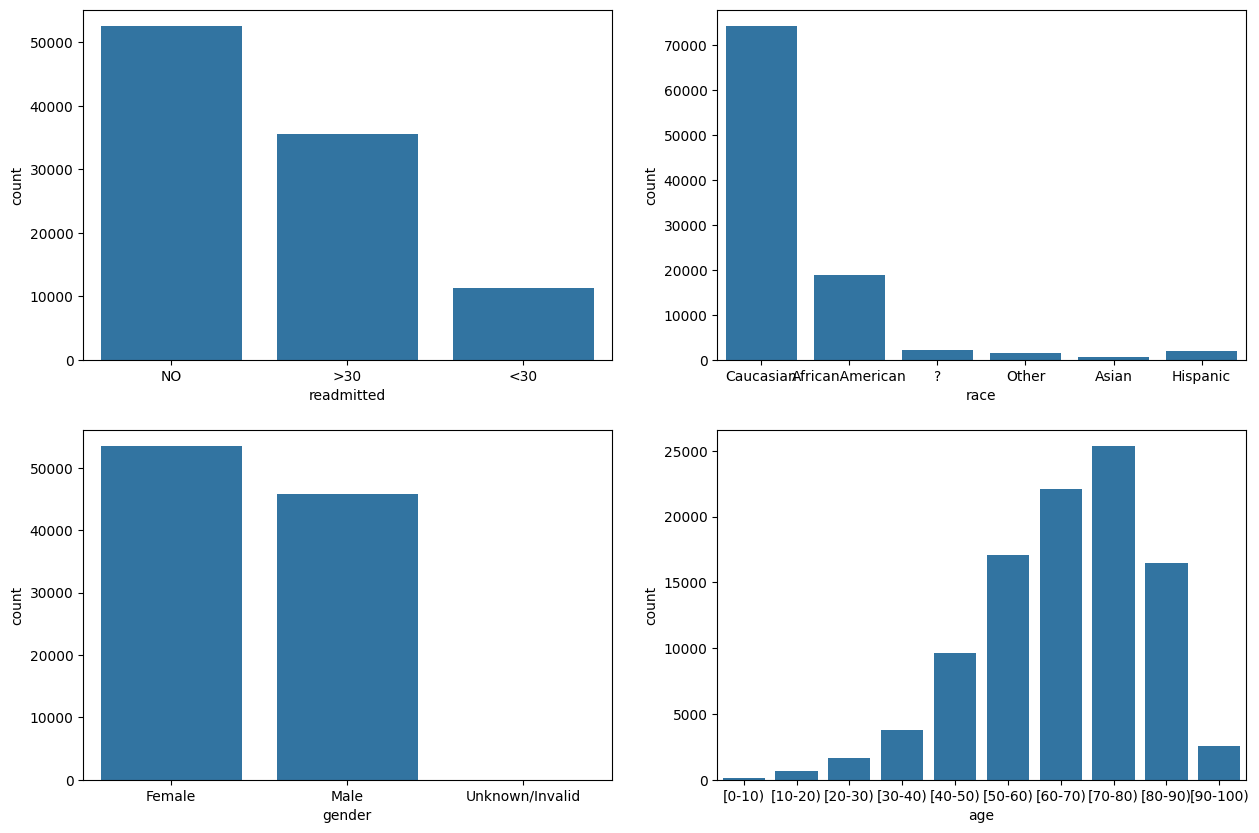 50000
40000
30000
20000
10000
0
count
NO >30 <30
readmitted
70000
60000
50000
40000
30000
20000
10000
0
count
Caucasian AfricanAmerican ? Other Asian Hispanic
race
50000
40000
30000
20000
10000
0
count
Female Male Unknown/Invalid
gender
25000
20000
15000
10000
5000
0
count
[0-10) [10-20) [20-30) [30-40) [40-50) [50-60) [60-70) [70-80) [80-90) [90-100)
age